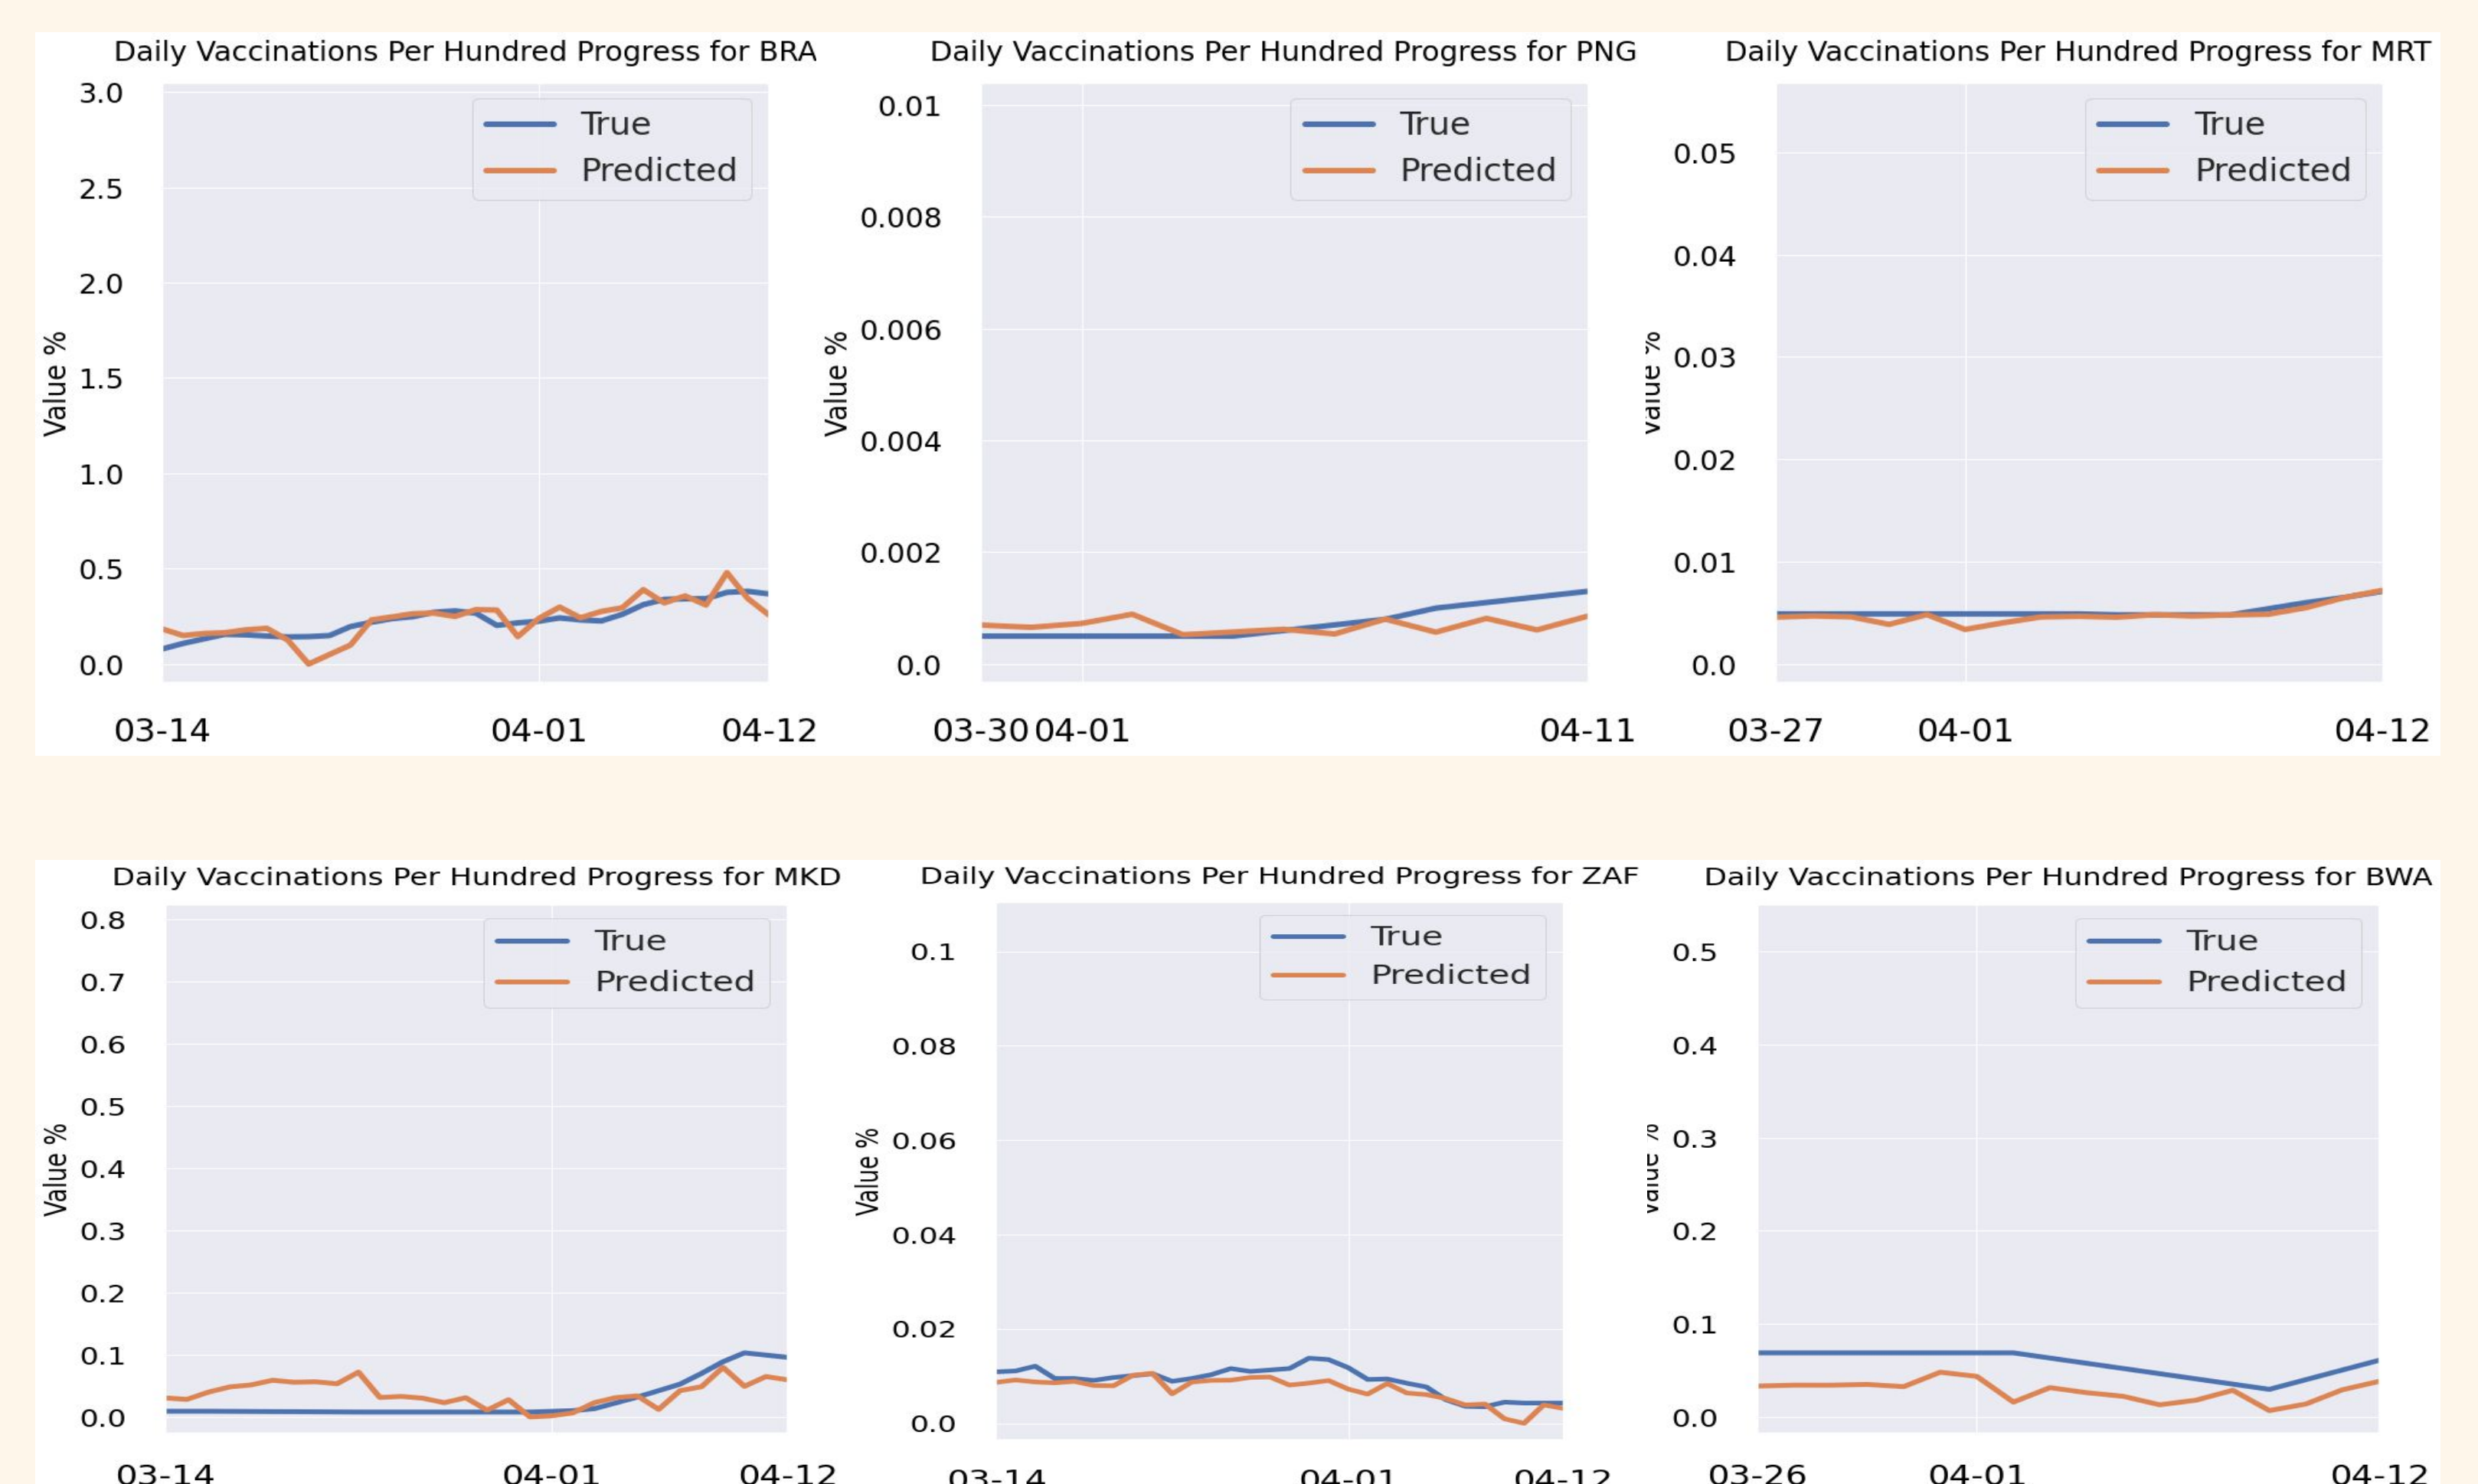 Daily Vaccinations Per Hundred Progress for BRA
3.0
2.5
2.0
1.5
1.0
0.5
0.0
Value %
True
Predicted
03-14 04-01 04-12
Daily Vaccinations Per Hundred Progress for PNG
0.01
0.008
0.006
0.004
0.002
0.0
Value %
True
Predicted
03-30 04-01 04-11
Daily Vaccinations Per Hundred Progress for MRT
0.05
0.04
0.03
0.02
0.01
0.0
Value %
True
Predicted
03-27 04-01 04-12
Daily Vaccinations Per Hundred Progress for MKD
0.8
0.7
0.6
0.5
0.4
0.3
0.2
0.1
0.0
Value %
True
Predicted
03-14 04-01 04-12
Daily Vaccinations Per Hundred Progress for ZAF
0.1
0.08
0.06
0.04
0.02
0.0
Value %
True
Predicted
03-14 04-01 04-12
Daily Vaccinations Per Hundred Progress for BWA
0.5
0.4
0.3
0.2
0.1
0.0
Value %
True
Predicted
03-26 04-01 04-12